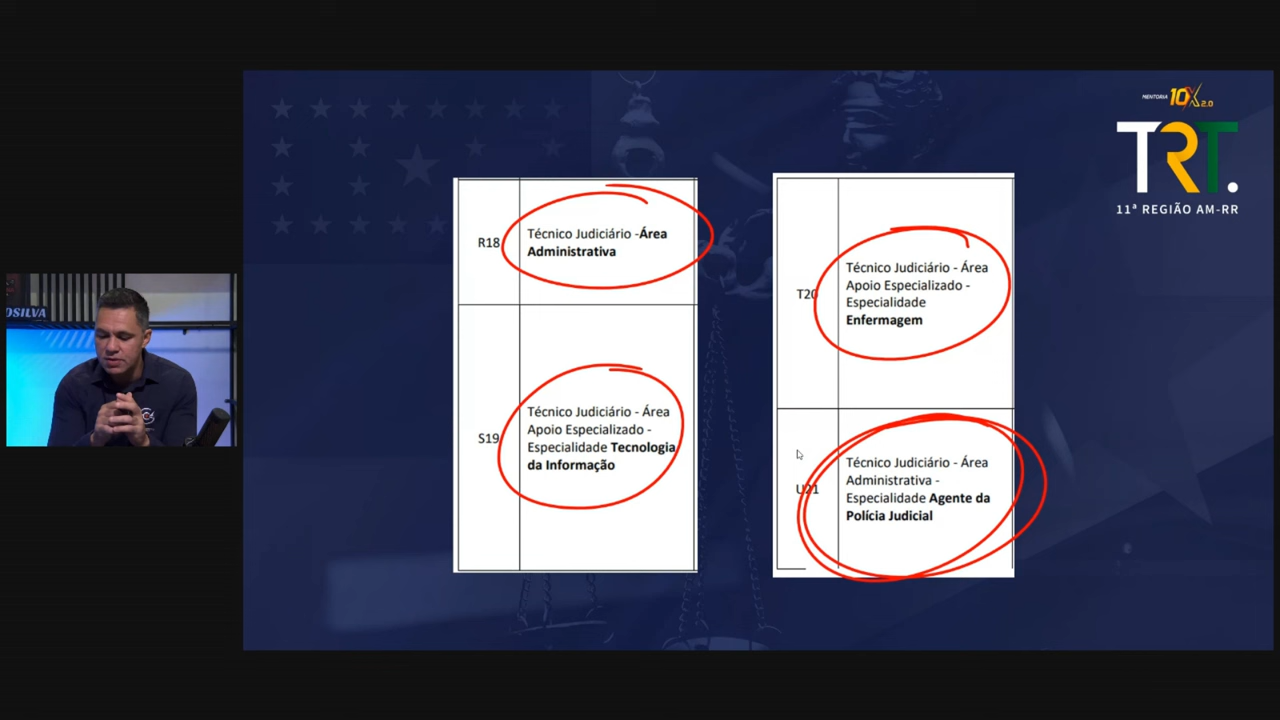 MENTORIA 10X 2.0
TRT.
11ª REGIÃO AM-RR
OSILVA
R18
Técnico Judiciário -Área
Administrativa
S19
Técnico Judiciário - Área
Apoio Especializado -
Especialidade Tecnologia
da Informação
T20
Técnico Judiciário - Área
Apoio Especializado -
Especialidade
Enfermagem
U21
Técnico Judiciário - Área
Administrativa -
Especialidade Agente da
Polícia Judicial